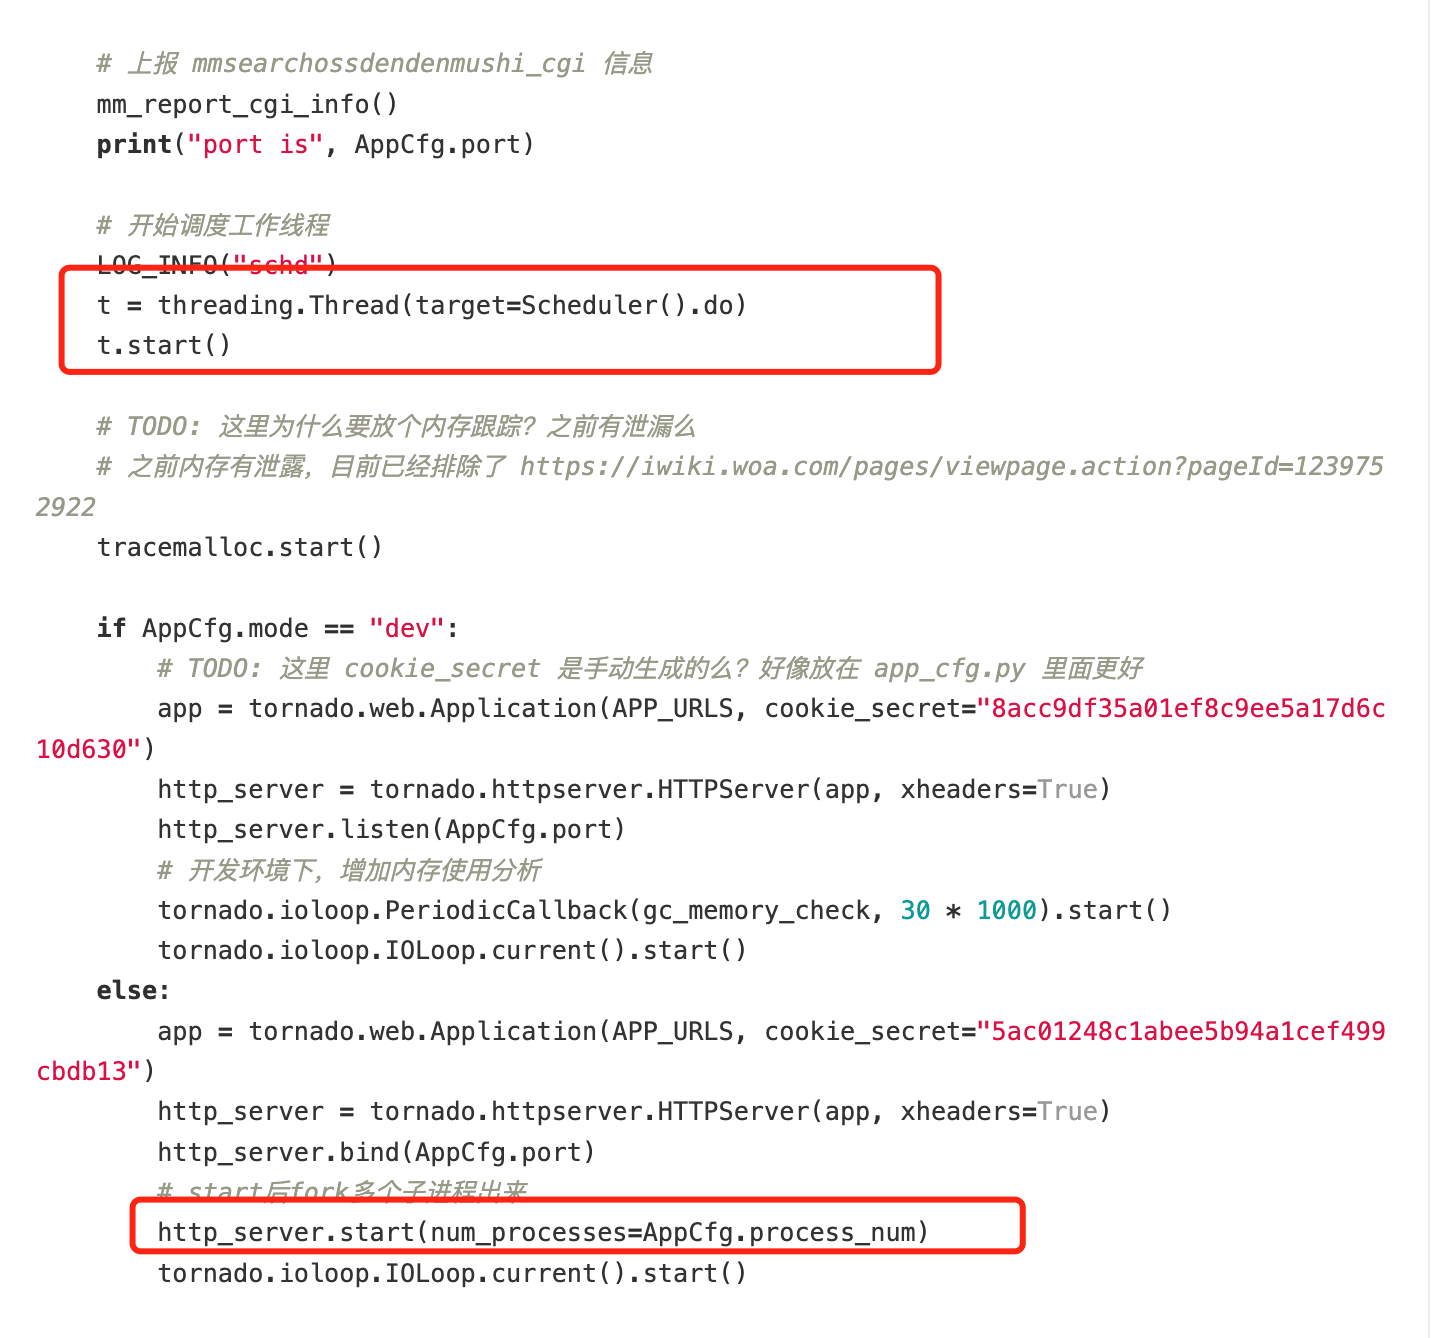 # 上报 mmsearchossdendenmushi_cgi 信息
mm_report_cgi_info()
print("port is", AppCfg.port)
# 开始调度工作线程
LOG_INFO("schd")
t = threading.Thread(target=Scheduler().do)
t.start()
# TODO: 这里为什么要放个内存跟踪？之前有泄漏么
# 之前内存有泄露，目前已经排除了 https://iwiki.woa.com/pages/viewpage.action?pageId=123975
2922
tracemalloc.start()
if AppCfg.mode == "dev":
# TODO: 这里 cookie_secret 是手动生成的么？好像放在 app_cfg.py 里面更好
app = tornado.web.Application(APP_URLS, cookie_secret="8acc9df35a01ef8c9ee5a17d6c
10d630")
http_server = tornado.httpserver.HTTPServer(app, xheaders=True)
http_server.listen(AppCfg.port)
# 开发环境下，增加内存使用分析
tornado.ioloop.PeriodicCallback(gc_memory_check, 30 * 1000).start()
tornado.ioloop.IOLoop.current().start()
else:
app = tornado.web.Application(APP_URLS, cookie_secret="5ac01248c1abee5b94a1cef499
cbdb13")
http_server = tornado.httpserver.HTTPServer(app, xheaders=True)
http_server.bind(AppCfg.port)
# start后fork多个子进程出来
http_server.start(num_processes=AppCfg.process_num)
tornado.ioloop.IOLoop.current().start()